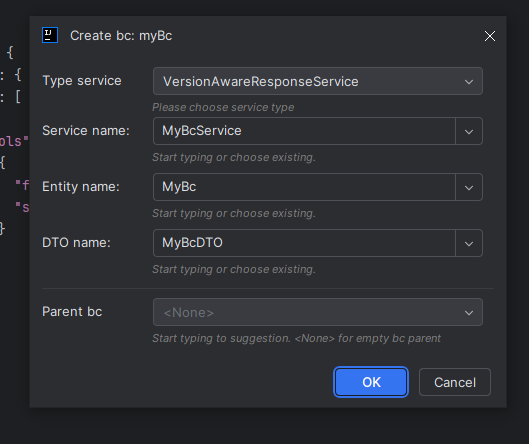 IJ
Create bc: myBc
{
: {
: [
ols"
{
"f
"s
}
Type service
VersionAwareResponseService
Please choose service type
Service name:
MyBcService
Start typing or choose existing.
Entity name:
MyBc
Start typing or choose existing.
DTO name:
MyBcDTO
Start typing or choose existing.
Parent bc
<None>
Start typing to suggestion. <None> for empty bc parent
OK
Cancel